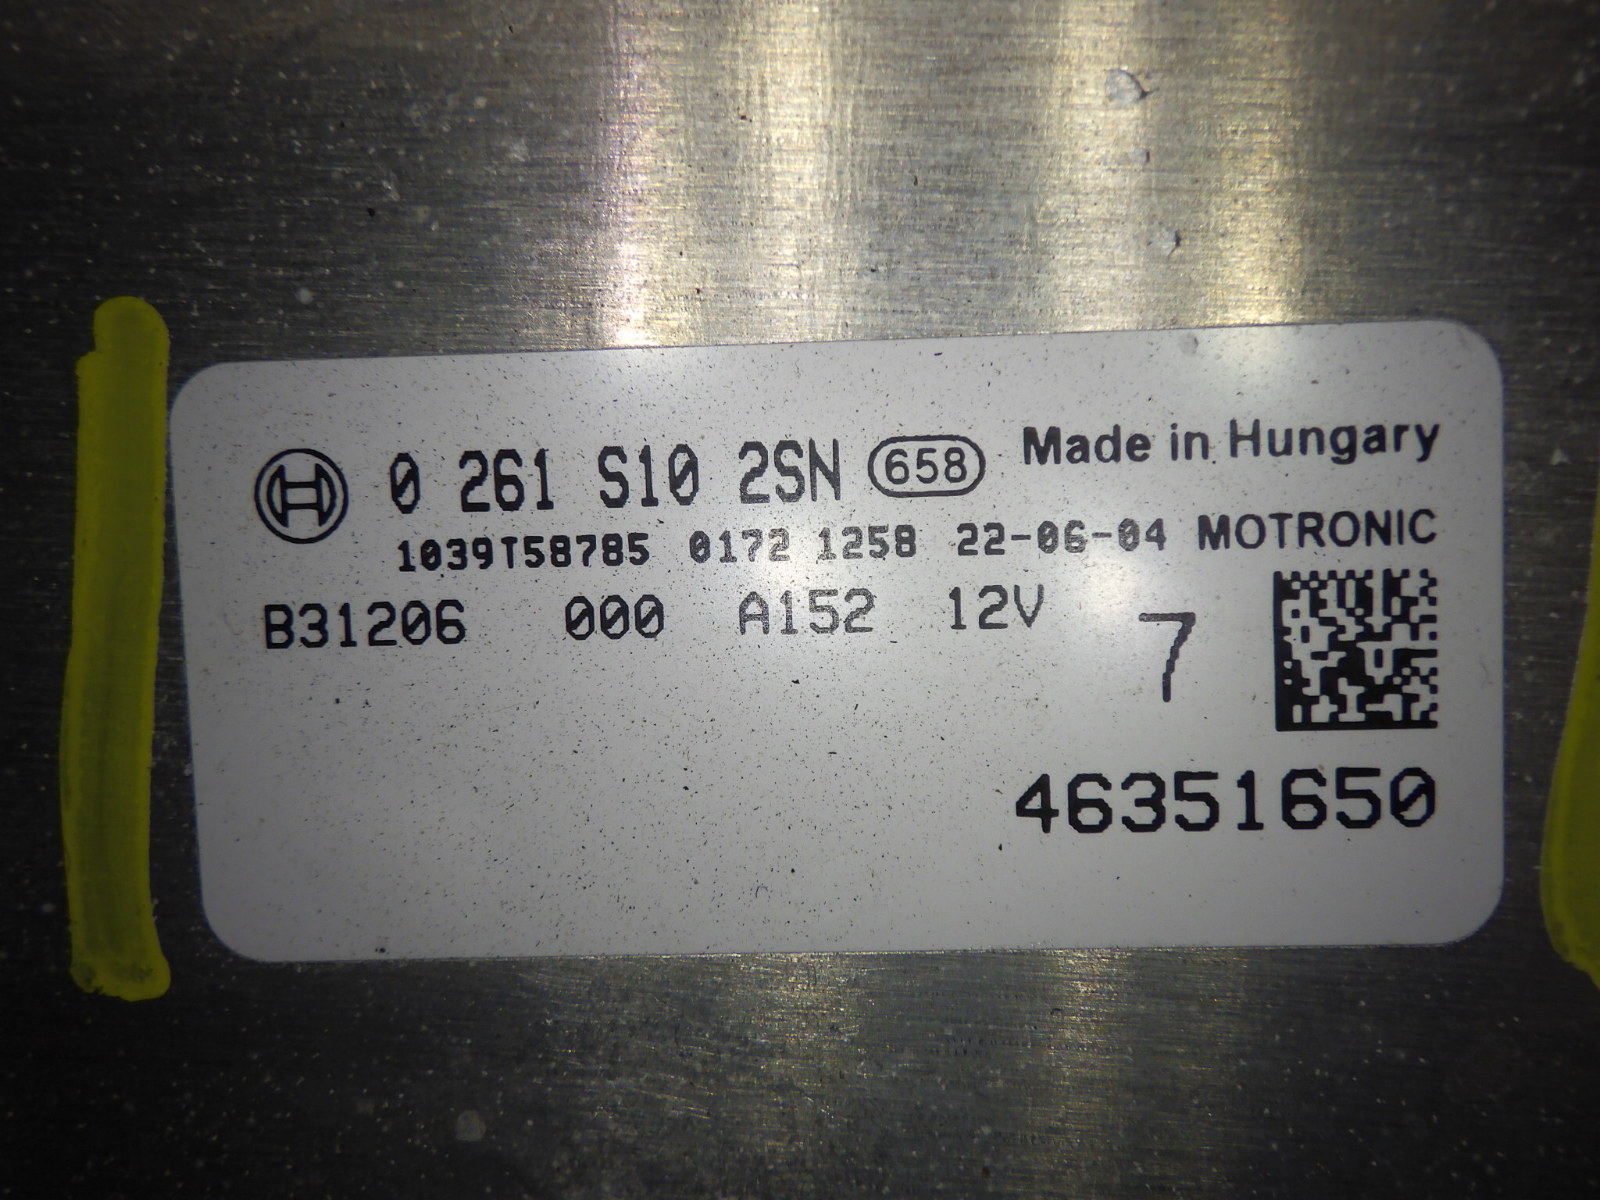 0 261 S10 2SN 658 Made in Hungary
1039T58785 0172 1258 22-06-04 MOTRONIC
B31206 000 A152 12V 7
46351650